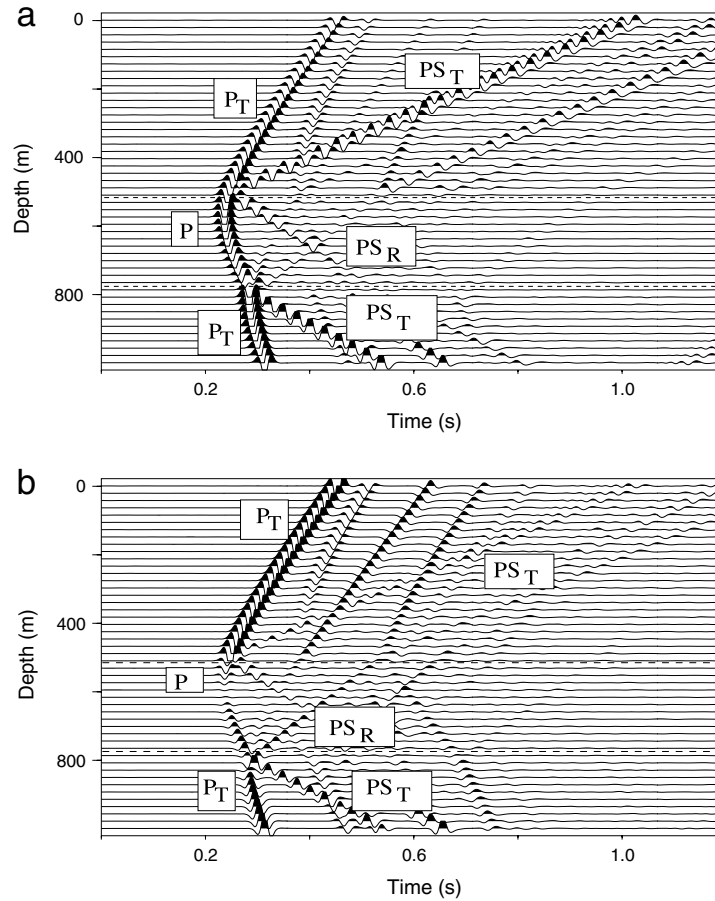 a
0
400
800
Depth (m)
P_T
PS_T
P
PS_R
P_T
PS_T
0.2
0.6
1.0
Time (s)
b
0
400
800
Depth (m)
P_T
PS_T
P
PS_R
P_T
PS_T
0.2
0.6
1.0
Time (s)